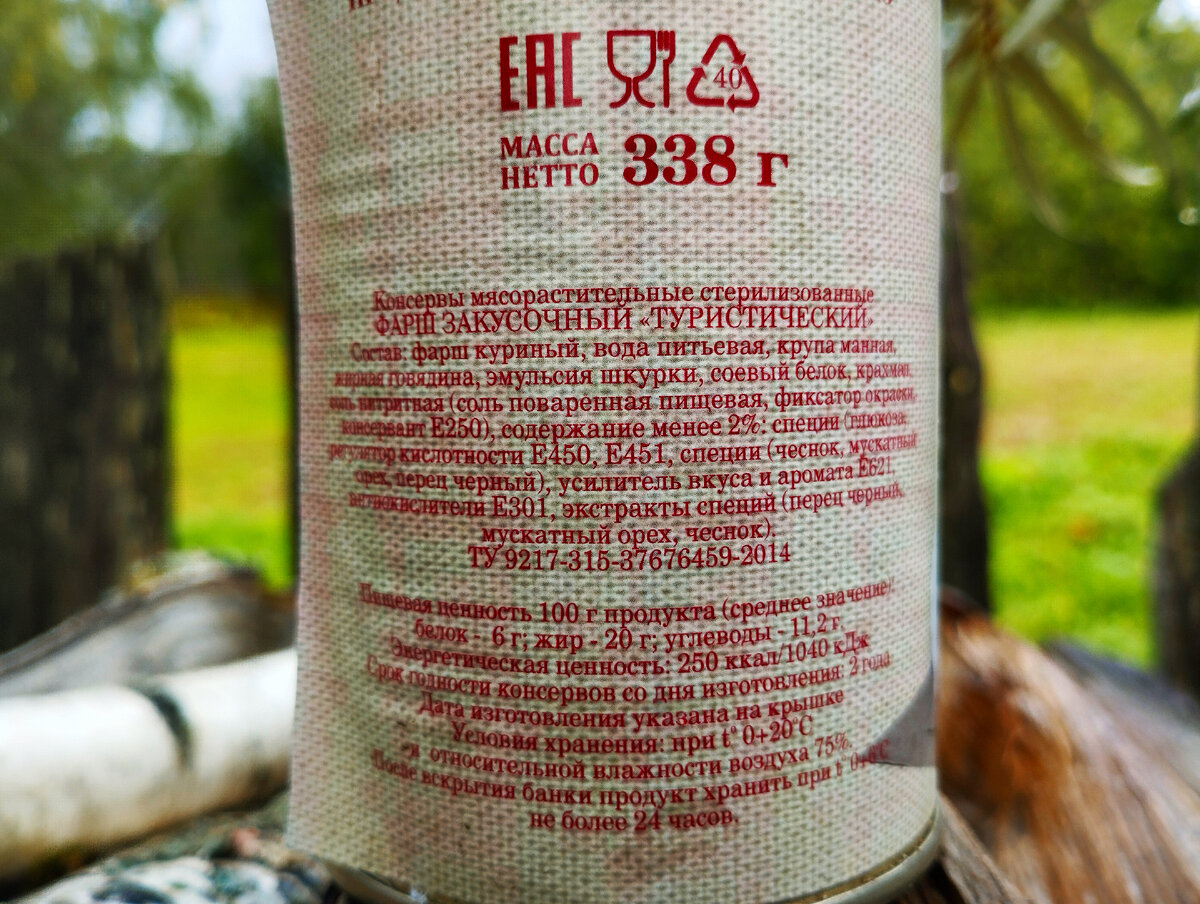 ЕАС
40
МАССА
НЕТТО 338 г
Консервы мясорастительные стерилизованные
ФАРШ ЗАКУСОЧНЫЙ «ТУРИСТИЧЕСКИЙ»
Состав: фарш куриный, вода питьевая, крупа манная,
жирная говядина, эмульсия шкурки, соевый белок, крахмал,
соль нитритная (соль поваренная пищевая, фиксатор окраски,
консервант Е250), содержание менее 2%: специи (глюкоза,
регулятор кислотности Е450, Е451, специи (чеснок, мускатный
орех, перец черный), усилитель вкуса и аромата Е621,
антиокислители Е301, экстракты специй (перец черный,
мускатный орех, чеснок).
ТУ 9217-315-37676459-2014
Пищевая ценность 100 г продукта (среднее значение):
белок - 6 г; жир - 20 г; углеводы - 11,2 г.
Энергетическая ценность: 250 ккал/1040 кДж
Срок годности консервов со дня изготовления: 2 года
Дата изготовления указана на крышке
Условия хранения: при t° 0+20°С
и относительной влажности воздуха 75%.
После вскрытия банки продукт хранить при t° 0+6°С
не более 24 часов.